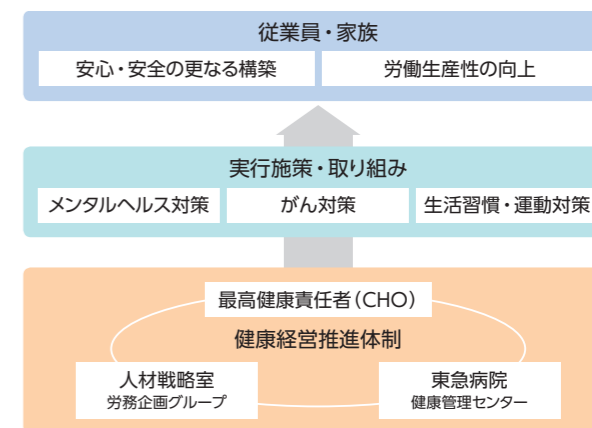 従業員・家族
安心・安全の更なる構築
労働生産性の向上
実行施策・取り組み
メンタルヘルス対策
がん対策
生活習慣・運動対策
最高健康責任者（CHO）
健康経営推進体制
人材戦略室
労務企画グループ
東急病院
健康管理センター